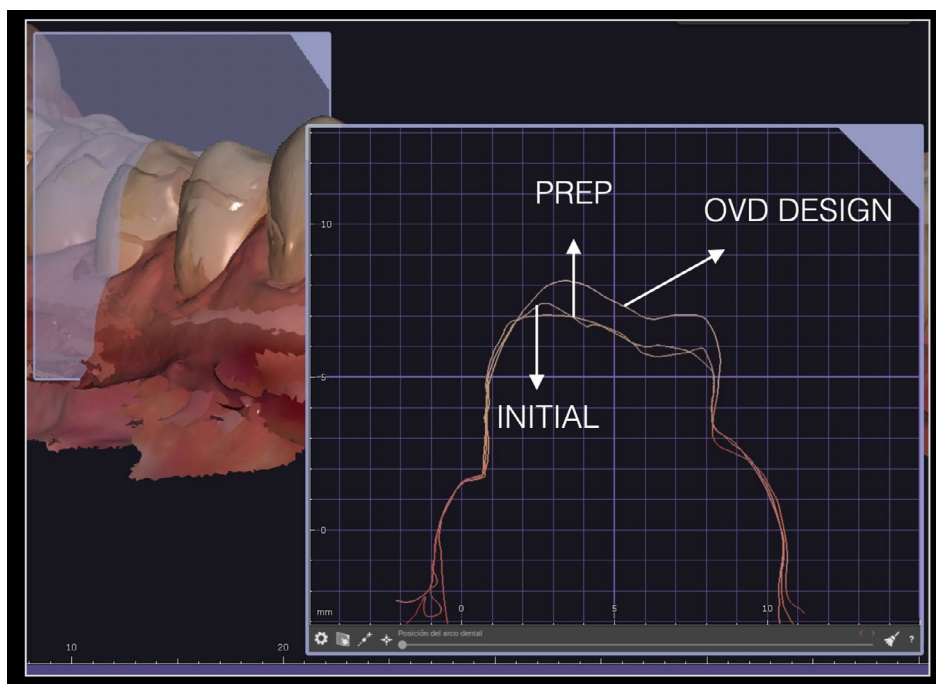 PREP
OVD DESIGN
10
5
INITIAL
0
mm
0
5
10
Posición del arco dental
?
10
20